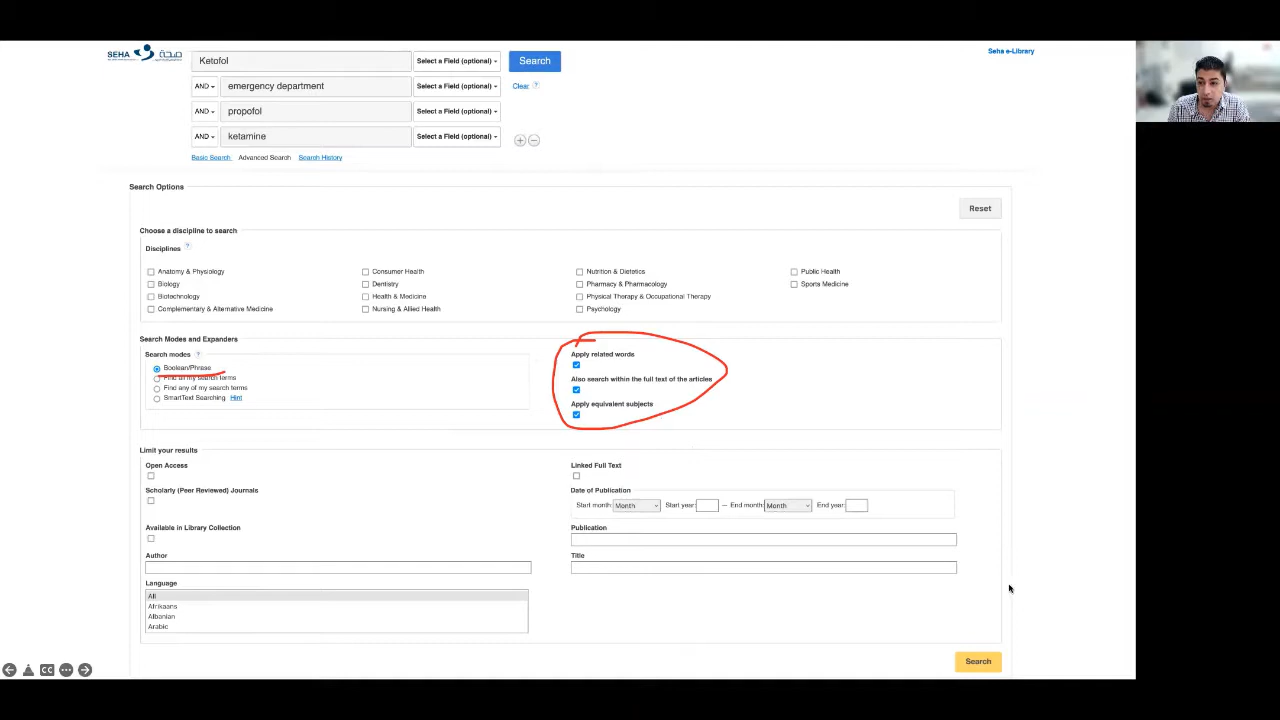 SEHA صحة
Ketofol Select a Field (optional) Search
AND emergency department Select a Field (optional) Clear ?
AND propofol Select a Field (optional)
AND ketamine Select a Field (optional)
Basic Search Advanced Search Search History
Seha e-Library
Search Options
Reset
Choose a discipline to search
Disciplines ?
Anatomy & Physiology Consumer Health Nutrition & Dietetics Public Health
Biology Dentistry Pharmacy & Pharmacology Sports Medicine
Biotechnology Health & Medicine Physical Therapy & Occupational Therapy
Complementary & Alternative Medicine Nursing & Allied Health Psychology
Search Modes and Expanders
Search modes ?
Boolean/Phrase
Find all my search terms
Find any of my search terms
SmartText Searching Hint
Apply related words
Also search within the full text of the articles
Apply equivalent subjects
Limit your results
Open Access Linked Full Text
Scholarly (Peer Reviewed) Journals Date of Publication
Start month: Month Start year: — End month: Month End year:
Available in Library Collection Publication
Author Title
Language
All
Afrikaans
Albanian
Arabic
Search
CC